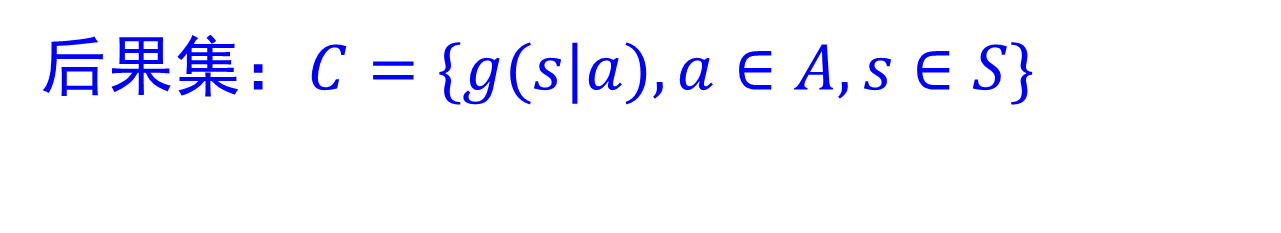 后果集：C = {g(s|a), a ∈ A, s ∈ S}